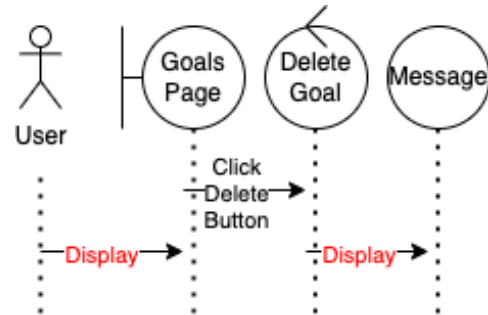 Goals
Page
Delete
Goal
Message
User
Click
Delete
Button
Display
Display